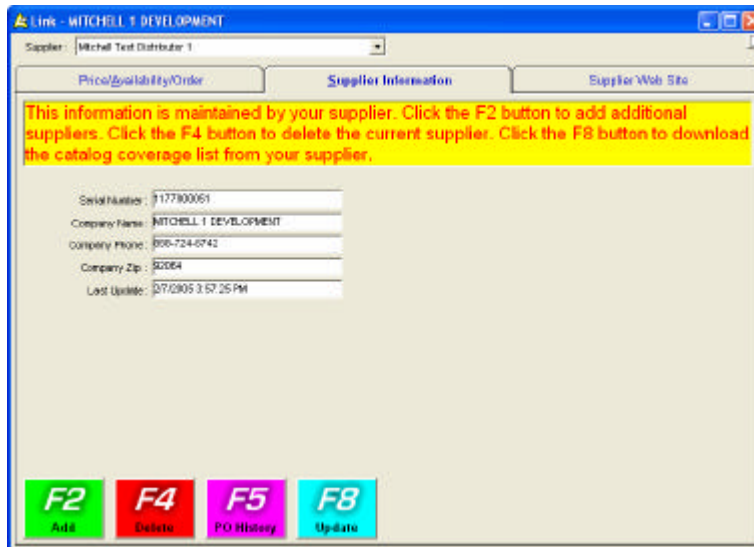 Link - MITCHELL 1 DEVELOPMENT
Supplier: Mitchell Test Distributor 1
Price/Availability/Order Supplier Information Supplier Web Site
This information is maintained by your supplier. Click the F2 button to add additional
suppliers. Click the F4 button to delete the current supplier. Click the F8 button to download
the catalog coverage list from your supplier.
Serial Number:
Company Name: MITCHELL 1 DEVELOPMENT
Company Phone: 888-724-6742
Company Zip: 92064
Last Update: 2/7/2005 3:57:25 PM
F2 F4 F5 F8
Add Delete PO History Update